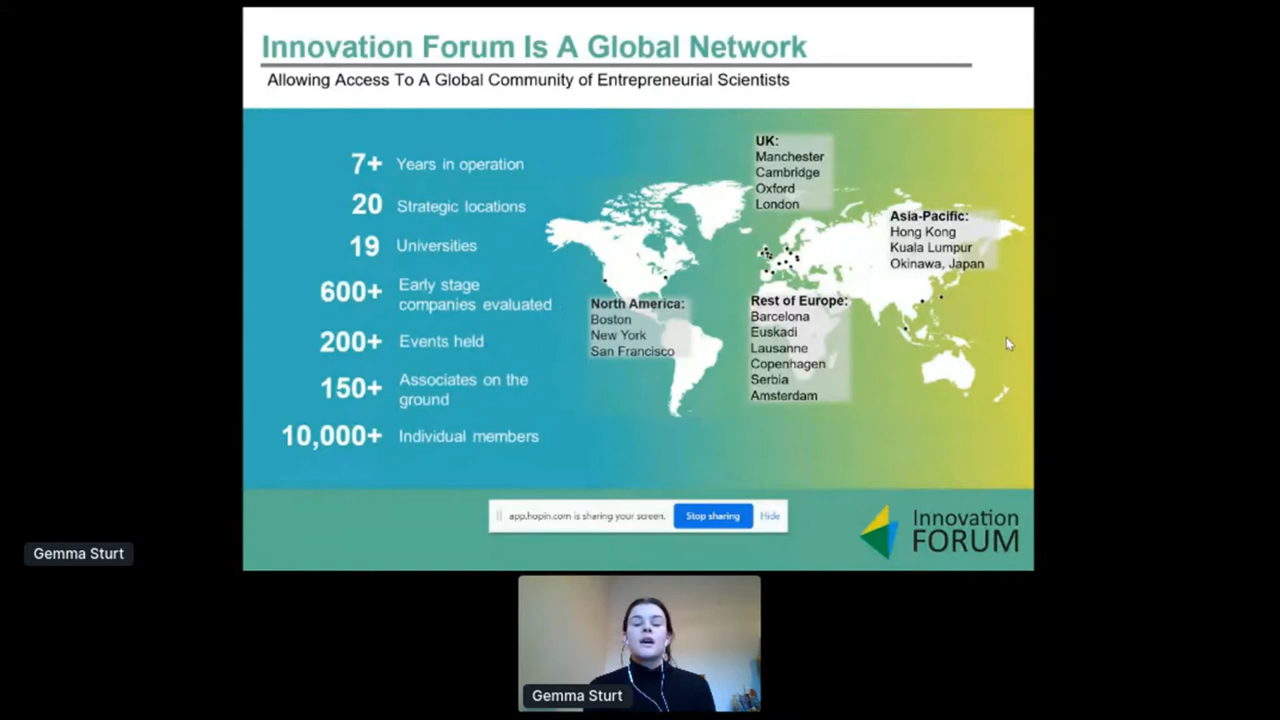 Innovation Forum Is A Global Network
Allowing Access To A Global Community of Entrepreneurial Scientists
7+ Years in operation
20 Strategic locations
19 Universities
600+ Early stage
companies evaluated
200+ Events held
150+ Associates on the
ground
10,000+ Individual members
UK:
Manchester
Cambridge
Oxford
London
Asia-Pacific:
Hong Kong
Kuala Lumpur
Okinawa, Japan
North America:
Boston
New York
San Francisco
Rest of Europe:
Barcelona
Euskadi
Lausanne
Copenhagen
Serbia
Amsterdam
app.hopin.com is sharing your screen. Stop sharing Hide
Innovation
FORUM
Gemma Sturt
Gemma Sturt